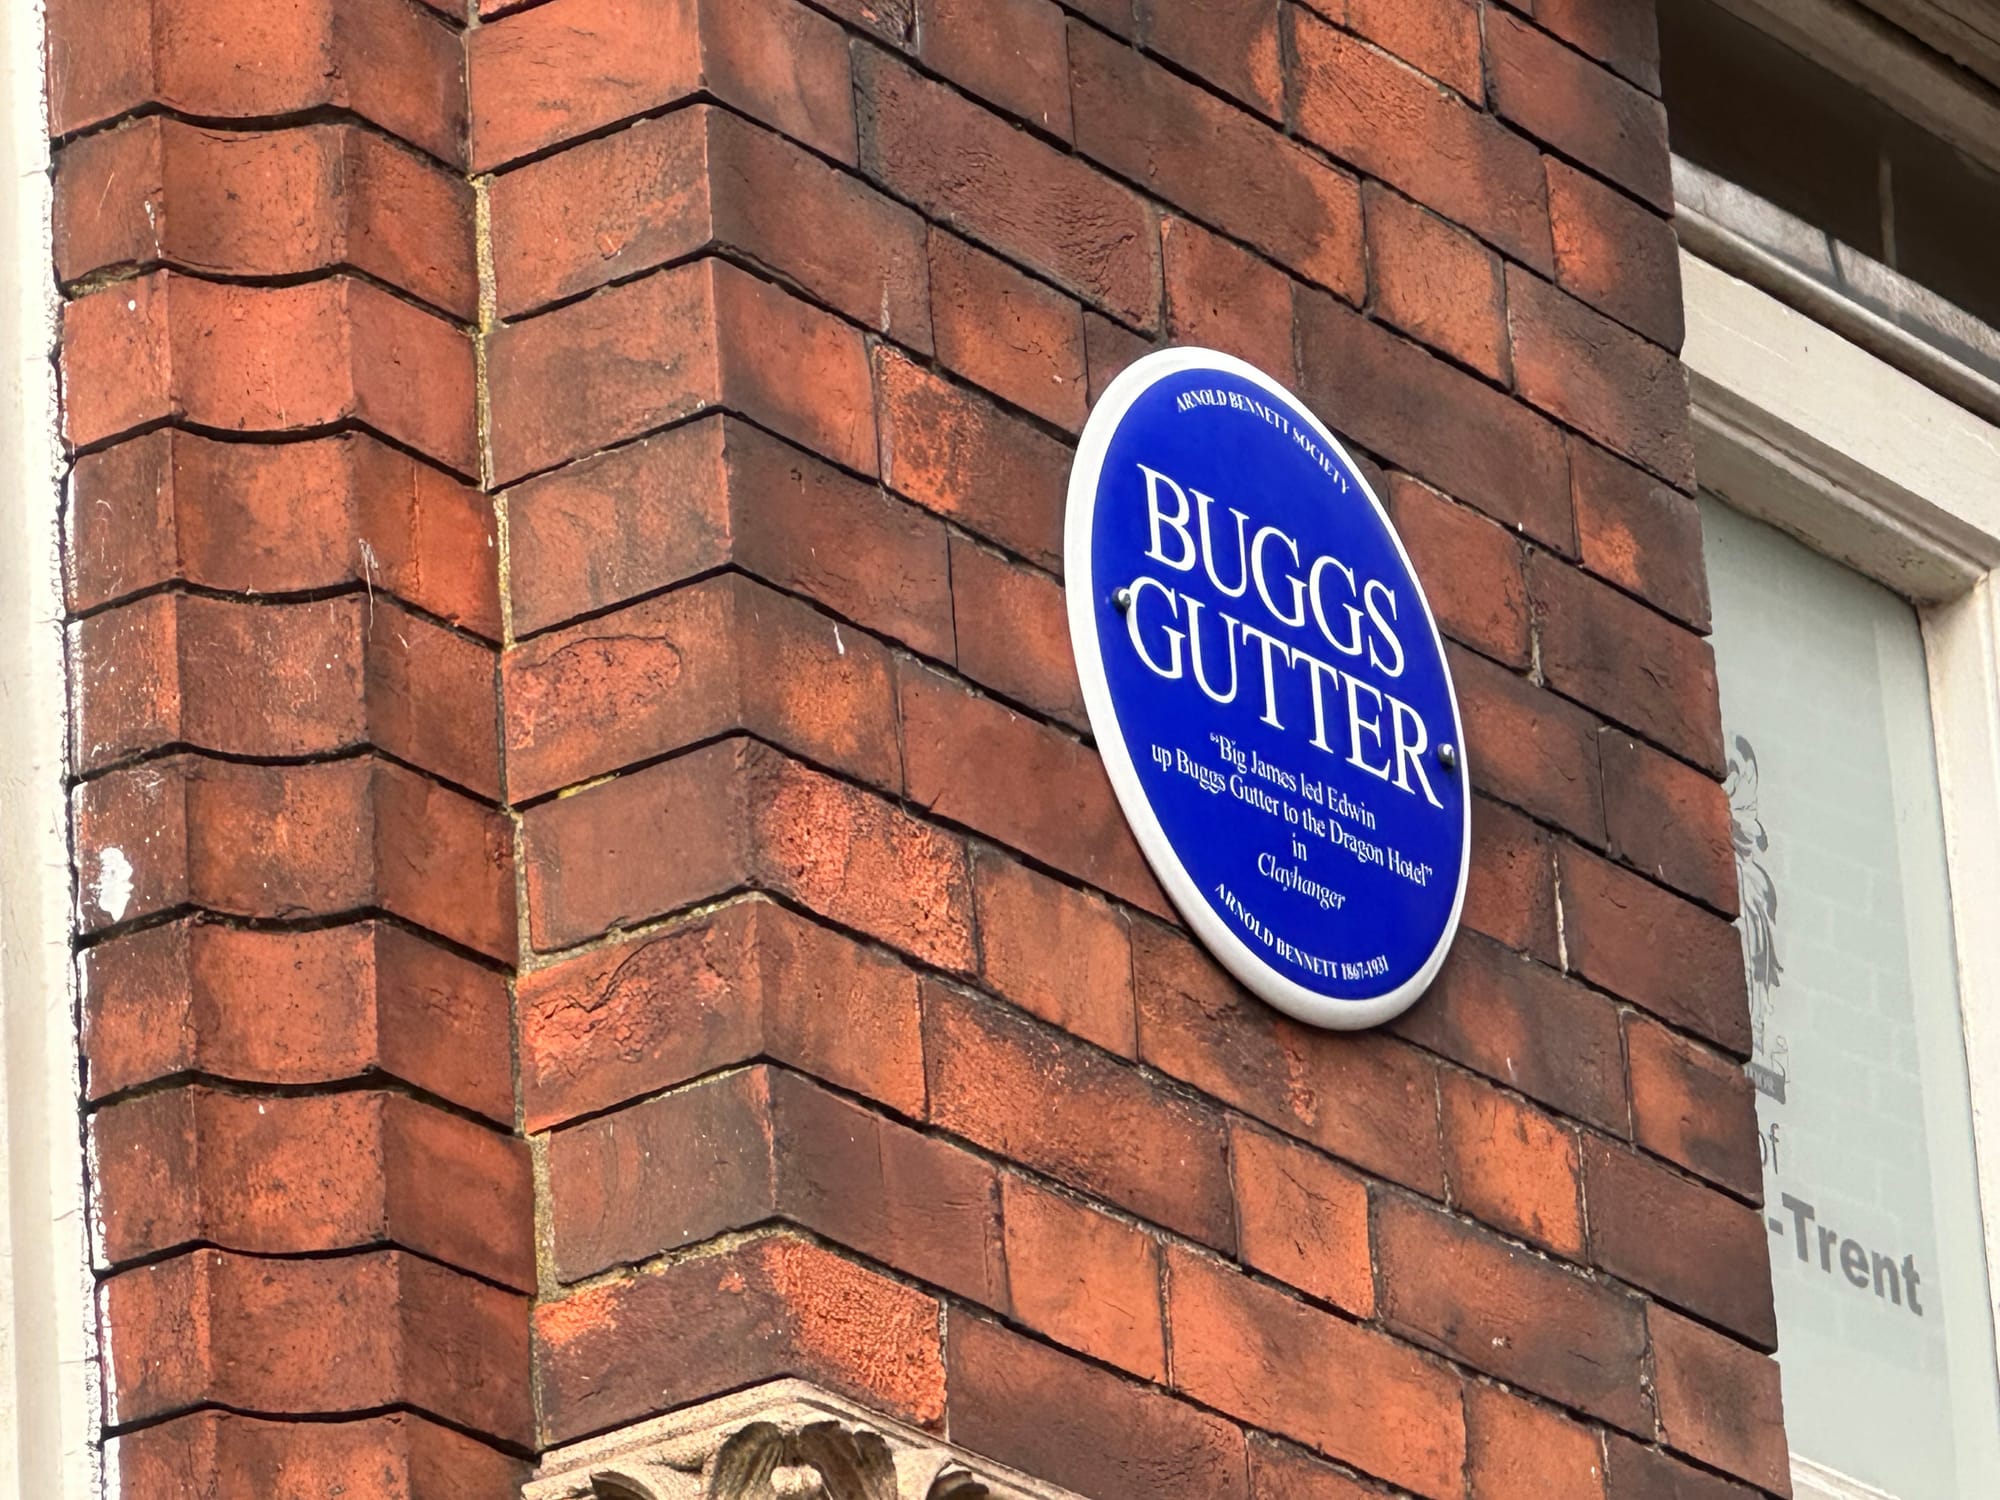 ARNOLD BENNETT SOCIETY
BUGGS
GUTTER
“Big James led Edwin
up Buggs Gutter to the Dragon Hotel”
in
Clayhanger
ARNOLD BENNETT 1867-1931
of
-Trent